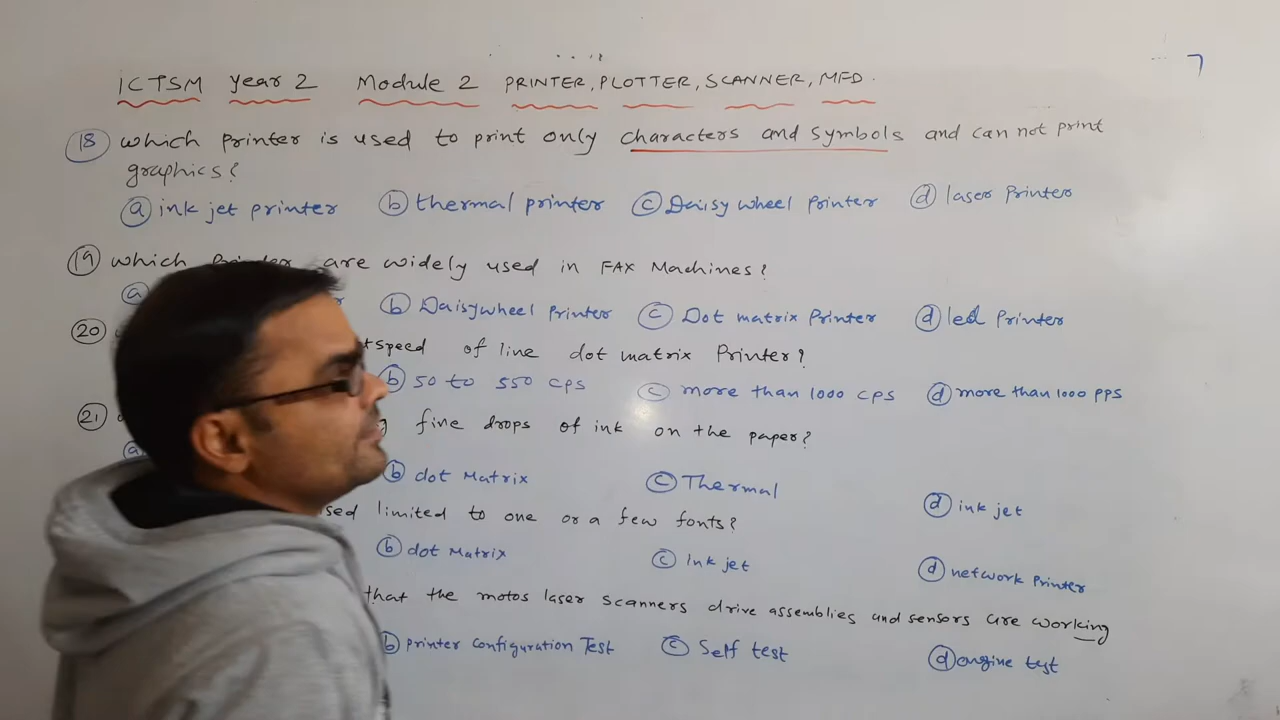 7
ICTSM Year 2 Module 2 PRINTER, PLOTTER, SCANNER, MFD.
18 which Printer is used to print only characters and symbols and can not print
graphics?
a ink jet printer b thermal printer c Daisy wheel Printer d laser Printer
19 which are widely used in FAX Machines?
a b Daisywheel Printer c Dot matrix Printer d led Printer
20 speed of line dot matrix Printer?
b 50 to 550 cps c more than 1000 cps d more than 1000 pps
21 fine drops of ink on the paper?
a b dot Matrix c Thermal d ink jet
limited to one or a few fonts?
b dot Matrix c Ink jet d network Printer
that the motos laser scanners drive assemblies and sensors are working
b printer configuration Test c Self test d engine test